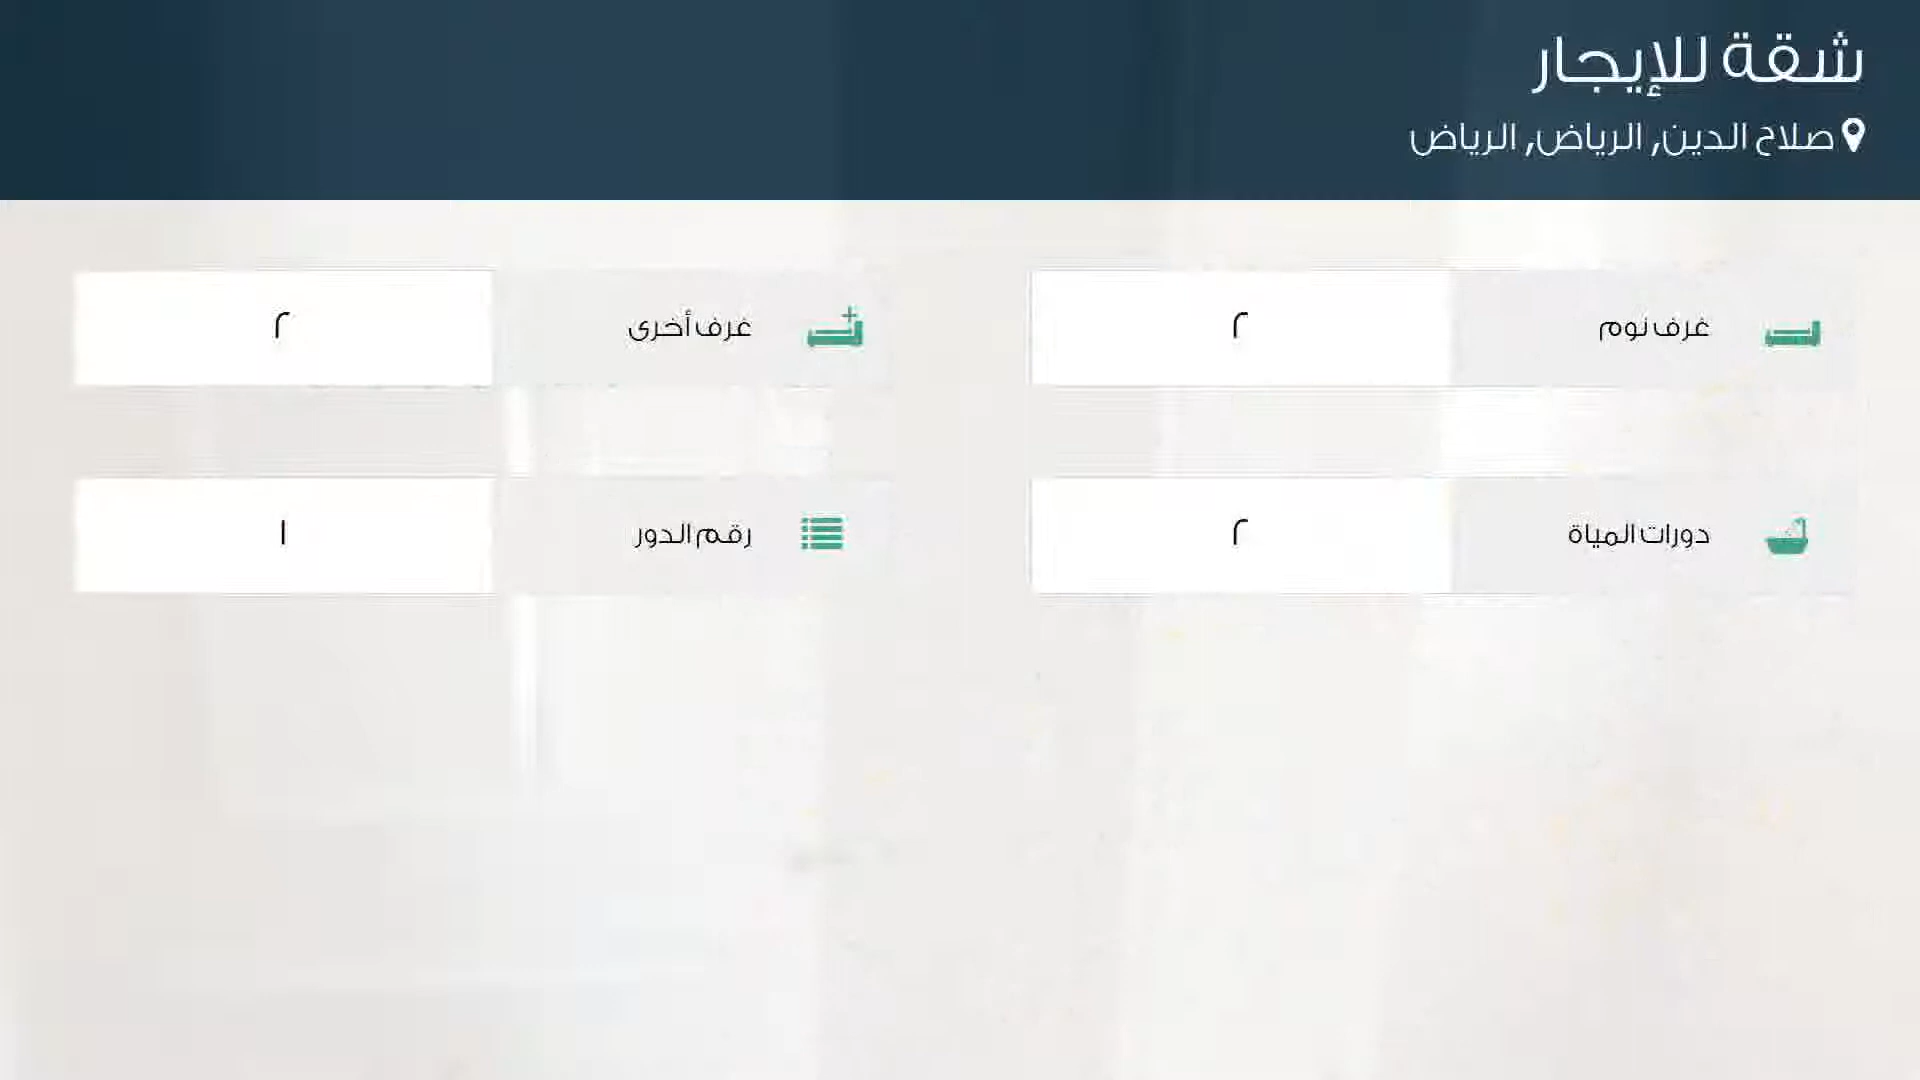 شقة للإيجار
صلاح الدين, الرياض, الرياض
غرف نوم
٢
غرف أخرى
٢
دورات المياة
٢
رقم الدور
١